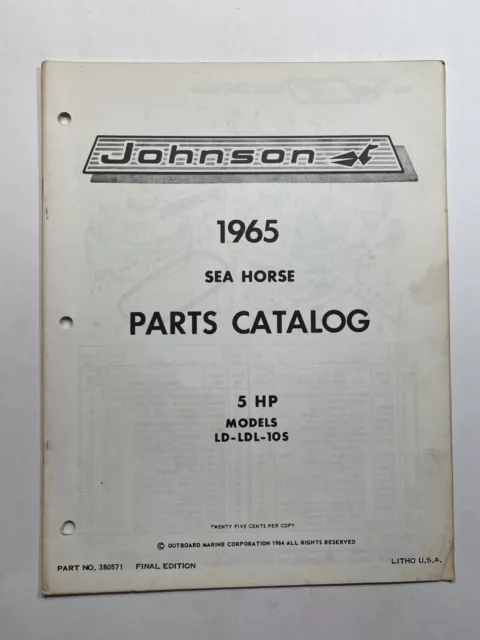 Johnson
1965
SEA HORSE
PARTS CATALOG
5 HP
MODELS
LD-LDL-10S
TWENTY FIVE CENTS PER COPY
© OUTBOARD MARINE CORPORATION 1964 ALL RIGHTS RESERVED
PART NO. 380571 FINAL EDITION LITHO U.S.A.